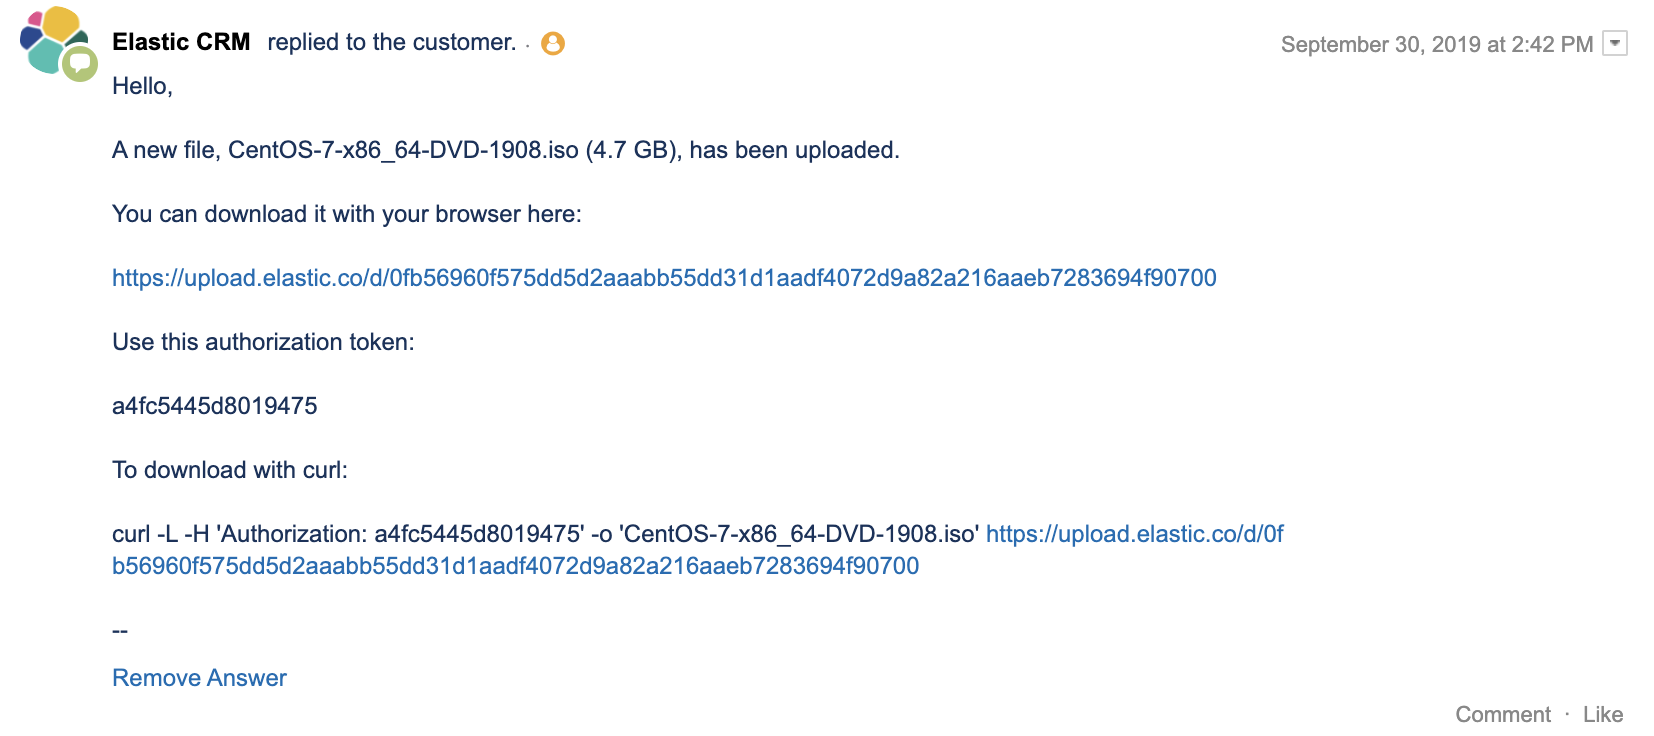 Elastic CRM replied to the customer. ·
September 30, 2019 at 2:42 PM
Hello,
A new file, CentOS-7-x86_64-DVD-1908.iso (4.7 GB), has been uploaded.
You can download it with your browser here:
https://upload.elastic.co/d/0fb56960f575dd5d2aaabb55dd31d1aadf4072d9a82a216aaeb7283694f90700
Use this authorization token:
a4fc5445d8019475
To download with curl:
curl -L -H 'Authorization: a4fc5445d8019475' -o 'CentOS-7-x86_64-DVD-1908.iso' https://upload.elastic.co/d/0f
b56960f575dd5d2aaabb55dd31d1aadf4072d9a82a216aaeb7283694f90700
--
Remove Answer
Comment · Like